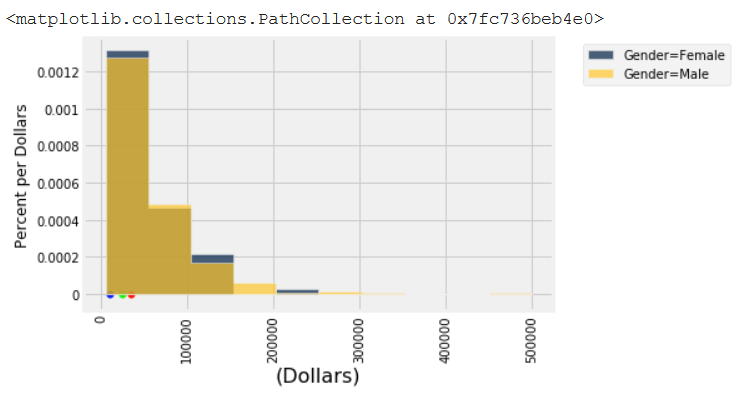 <matplotlib.collections.PathCollection at 0x7fc736beb4e0>
Gender=Female
Gender=Male
Percent per Dollars
0.0012
0.001
0.0008
0.0006
0.0004
0.0002
0
0
100000
200000
300000
400000
500000
(Dollars)